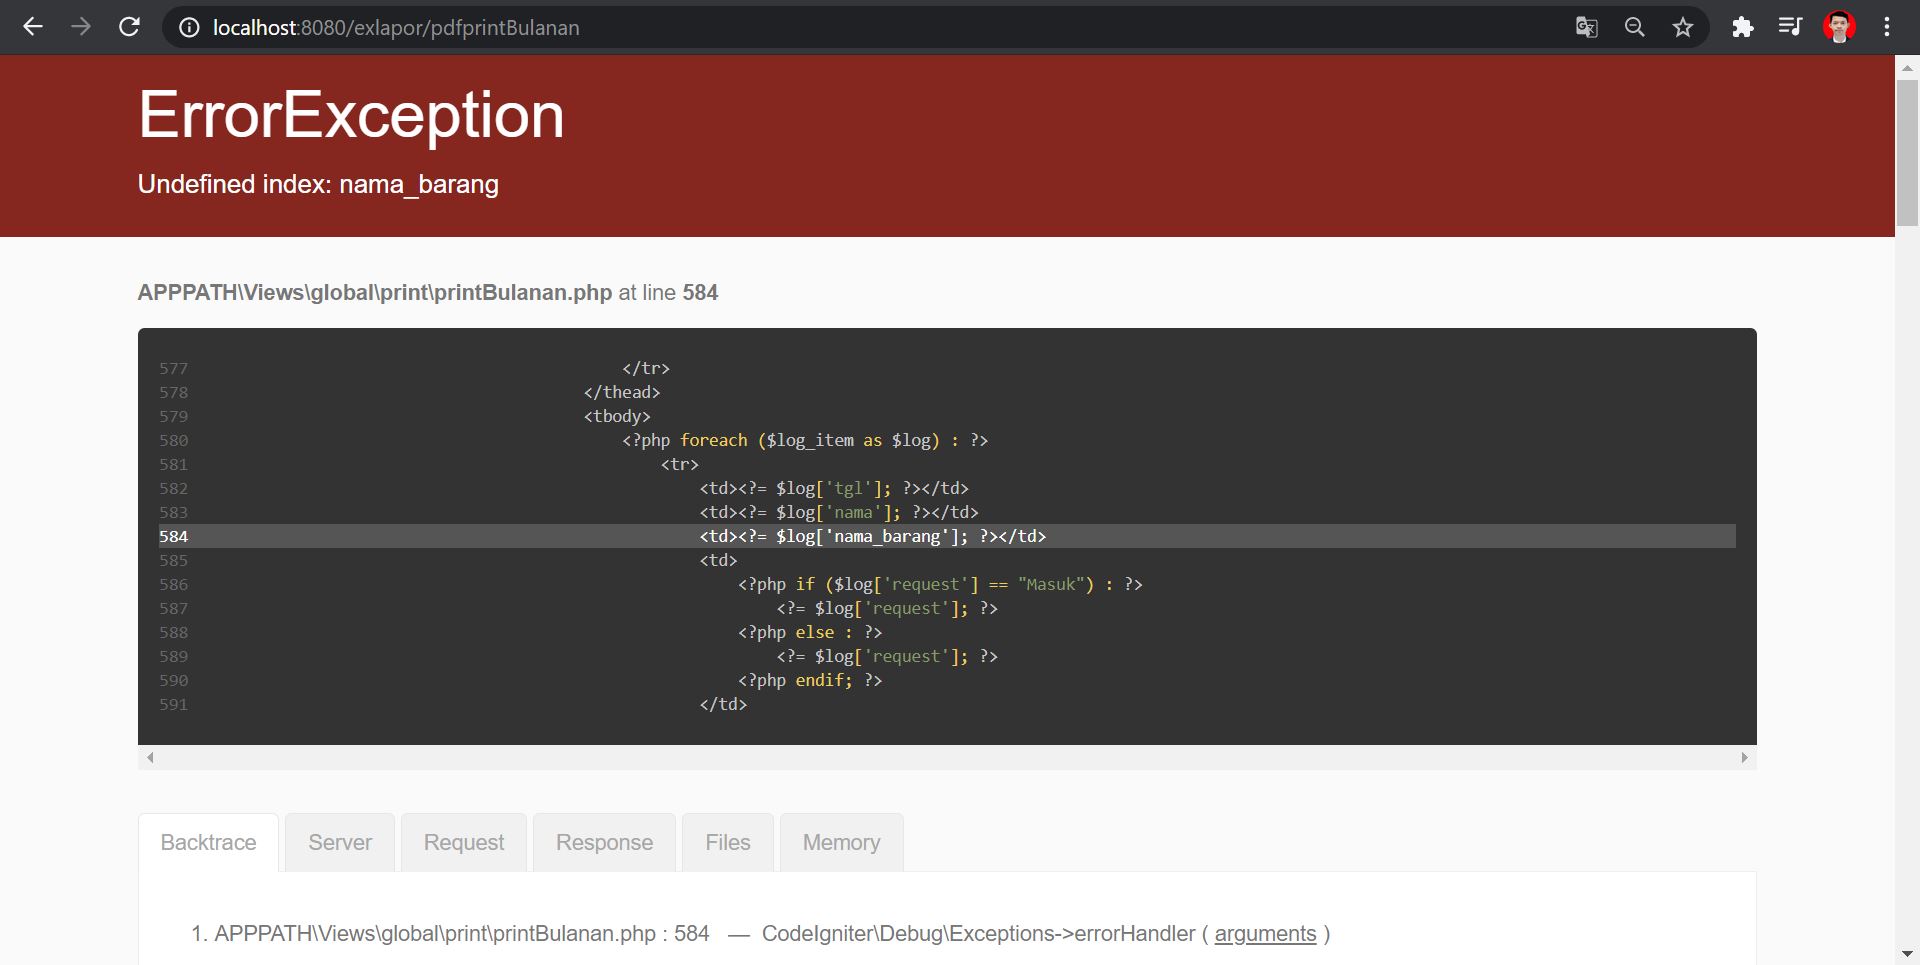 localhost:8080/exlapor/pdfprintBulanan
ErrorException
Undefined index: nama_barang
APPPATH\Views\global\print\printBulanan.php at line 584
577 </tr>
578 </thead>
579 <tbody>
580 <?php foreach ($log_item as $log) : ?>
581 <tr>
582 <td><?= $log['tgl']; ?></td>
583 <td><?= $log['nama']; ?></td>
584 <td><?= $log['nama_barang']; ?></td>
585 <td>
586 <?php if ($log['request'] == "Masuk") : ?>
587 <?= $log['request']; ?>
588 <?php else : ?>
589 <?= $log['request']; ?>
590 <?php endif; ?>
591 </td>
Backtrace Server Request Response Files Memory
1. APPPATH\Views\global\print\printBulanan.php : 584 — CodeIgniter\Debug\Exceptions->errorHandler ( arguments )